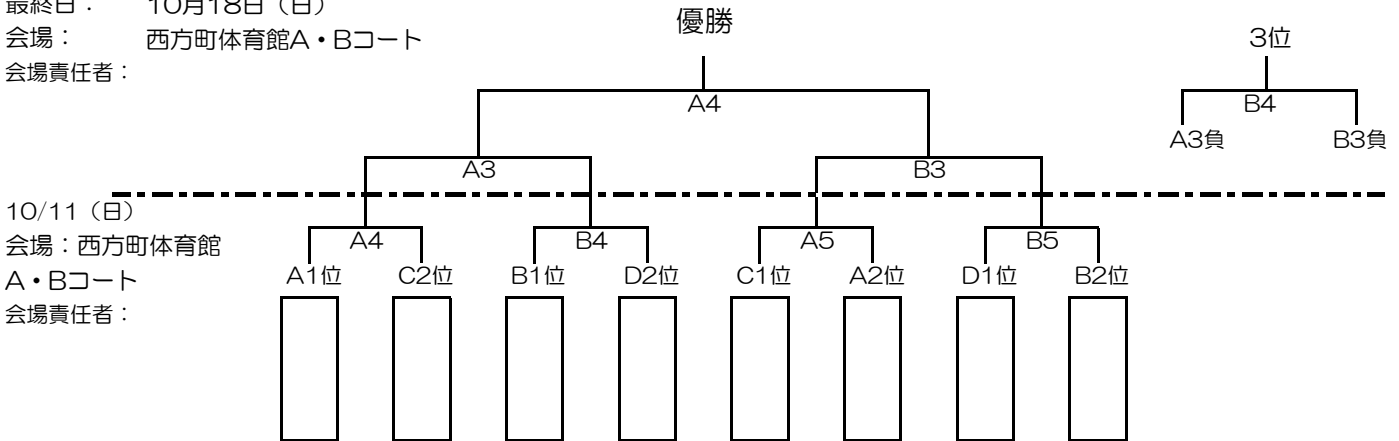 最終日： 10月18日（日）
会場： 西方町体育館A・Bコート
会場責任者：
優勝
3位
A4
B4
A3負 B3負
A3 B3
10/11（日）
会場：西方町体育館
A・Bコート
会場責任者：
A4 B4 A5 B5
A1位 C2位 B1位 D2位 C1位 A2位 D1位 B2位